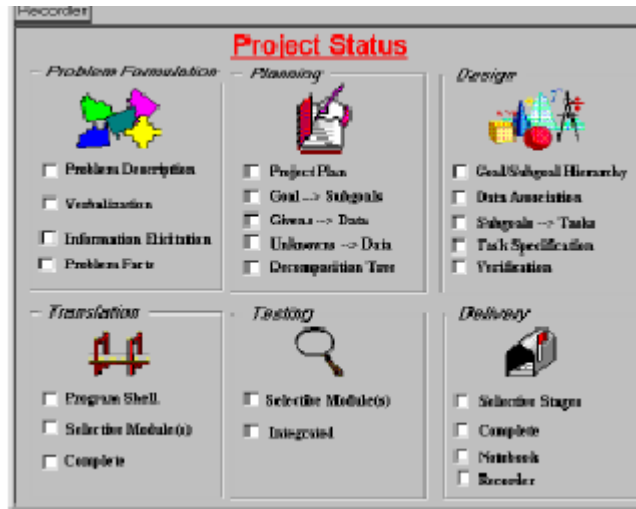 Recorder
Project Status
Problem Formulation
Problem Description
Verbalization
Information Elicitation
Problem Facts
Planning
Project Plan
Goal --> Subgoals
Givens --> Data
Unknowns --> Data
Decomposition Tree
Design
Goal/Subgoal Hierarchy
Data Association
Subgoals --> Tasks
Task Specification
Verification
Translation
Program Shell
Selective Module(s)
Complete
Testing
Selective Module(s)
Integrated
Delivery
Selective Stages
Complete
Notebook
Recorder